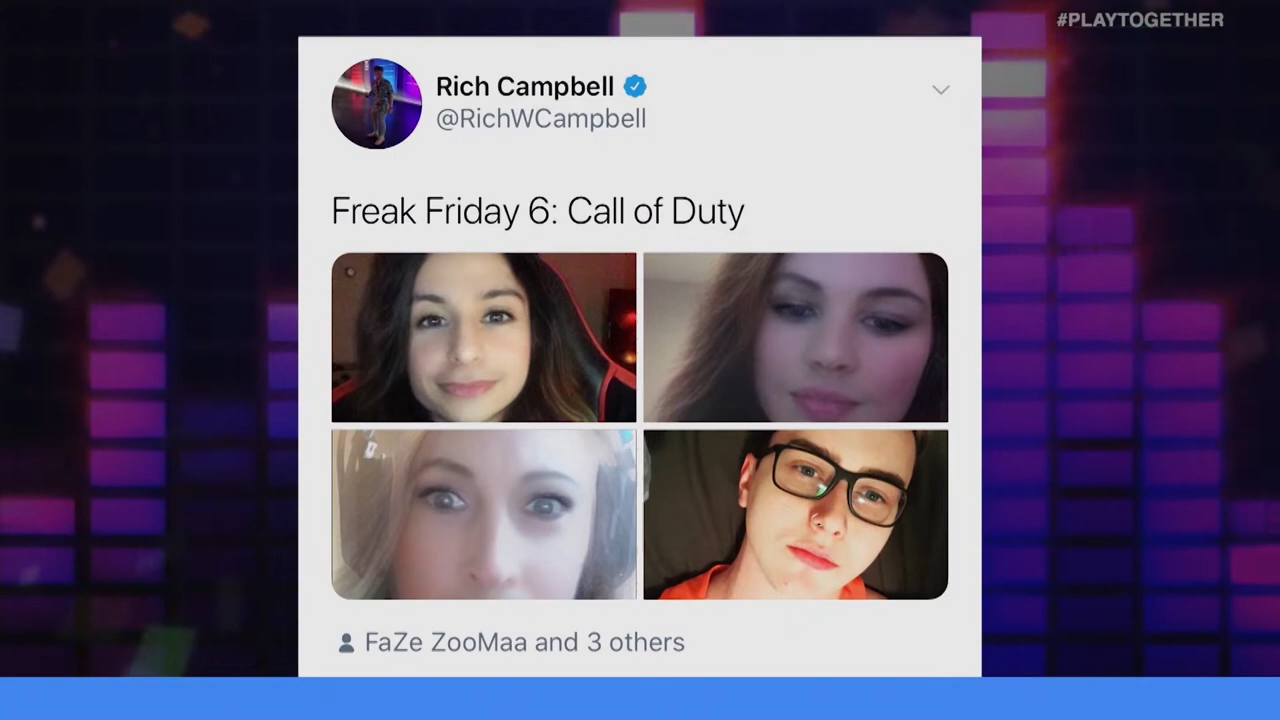 #PLAYTOGETHER
Rich Campbell
@RichWCampbell
Freak Friday 6: Call of Duty
FaZe ZooMaa and 3 others